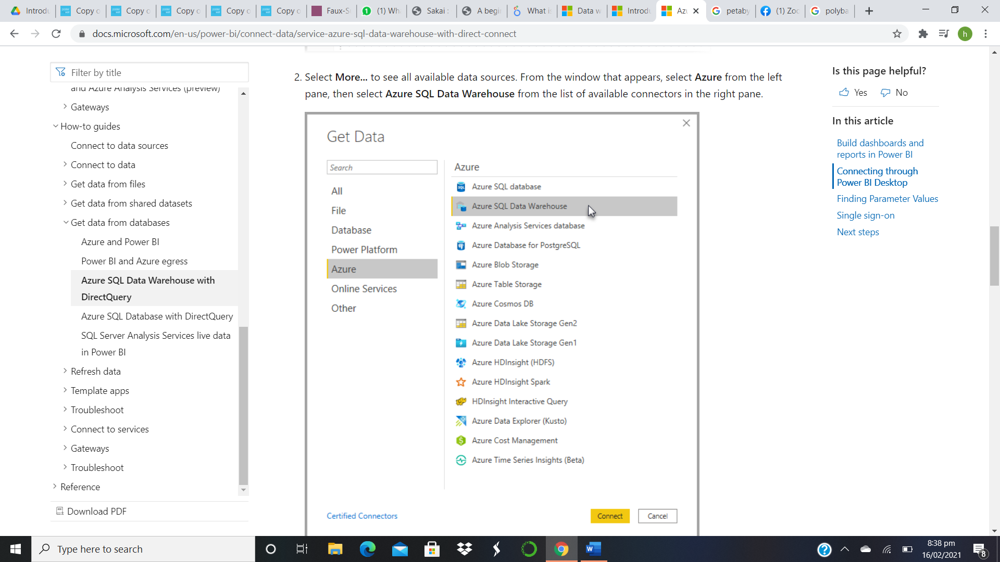 Introdu
Copy o
Copy o
Copy o
Copy o
Copy o
Faux-S
(1) Wh
Sakai :
A begi
What i
Data w
Introdu
Azu
petaby
(1) Zoo
polyba
docs.microsoft.com/en-us/power-bi/connect-data/service-azure-sql-data-warehouse-with-direct-connect
h
Filter by title
and Azure Analysis Services (preview)
Gateways
How-to guides
Connect to data sources
Connect to data
Get data from files
Get data from shared datasets
Get data from databases
Azure and Power BI
Power BI and Azure egress
Azure SQL Data Warehouse with
DirectQuery
Azure SQL Database with DirectQuery
SQL Server Analysis Services live data
in Power BI
Refresh data
Template apps
Troubleshoot
Connect to services
Gateways
Troubleshoot
Reference
Download PDF
2. Select More... to see all available data sources. From the window that appears, select Azure from the left
pane, then select Azure SQL Data Warehouse from the list of available connectors in the right pane.
Get Data
Search
All
File
Database
Power Platform
Azure
Online Services
Other
Azure
Azure SQL database
Azure SQL Data Warehouse
Azure Analysis Services database
Azure Database for PostgreSQL
Azure Blob Storage
Azure Table Storage
Azure Cosmos DB
Azure Data Lake Storage Gen2
Azure Data Lake Storage Gen1
Azure HDInsight (HDFS)
Azure HDInsight Spark
HDInsight Interactive Query
Azure Data Explorer (Kusto)
Azure Cost Management
Azure Time Series Insights (Beta)
Certified Connectors
Connect
Cancel
Is this page helpful?
Yes
No
In this article
Build dashboards and
reports in Power BI
Connecting through
Power BI Desktop
Finding Parameter Values
Single sign-on
Next steps
Type here to search
8:38 pm
16/02/2021
8